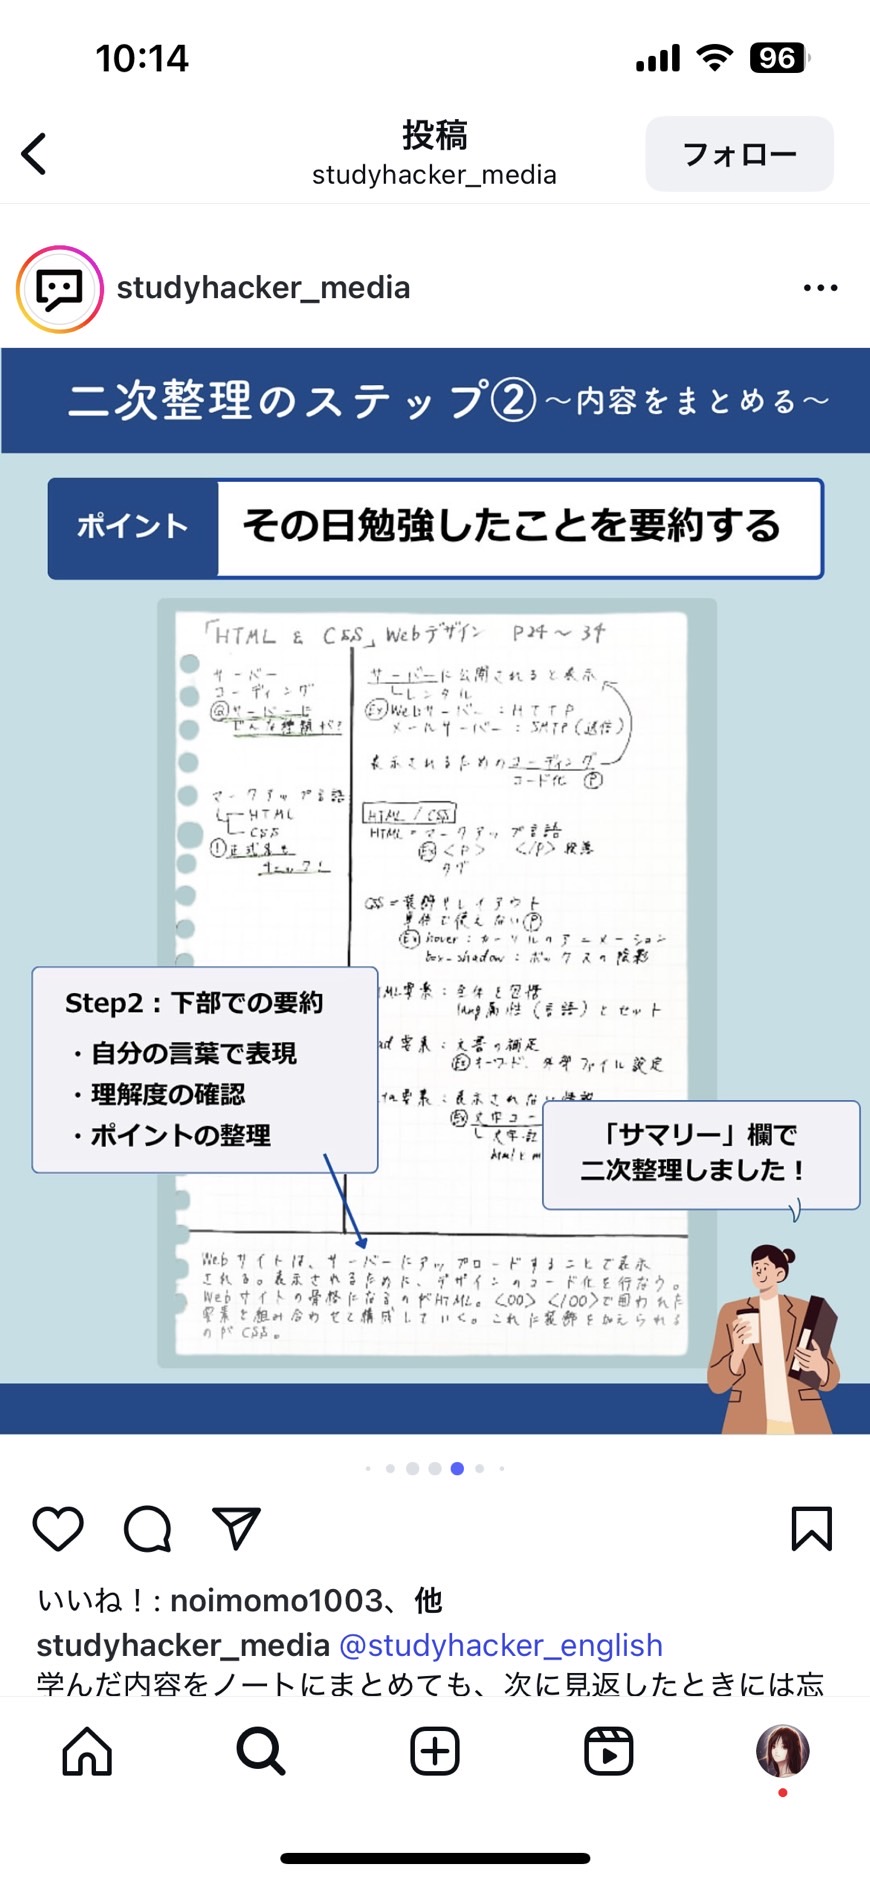 10:14
96
投稿
studyhacker_media
フォロー
studyhacker_media
二次整理のステップ② 〜内容をまとめる〜
ポイント
その日勉強したことを要約する
「HTML & CSS」Webデザイン P24〜34
サーバー
コーディング
サーバーに
どんな種類が?
マークアップ言語
HTML
CSS
①正式名を
チェック!
サーバーに公開されると表示
レンタル
Ex Webサーバー：HTTP
メールサーバー：SMTP(送信)
表示されるためのコーディング
コード化 P
HTML / CSS
HTML=マークアップ言語
Ex <P> </P> 段落
タグ
CSS=装飾やレイアウト
単体で使えない P
Ex hover：カーソルのアニメーション
box-shadow：ボックスの陰影
ML要素：全体を包括
lang属性(言語)とセット
ad要素：文書の補足
Ex キーワード、外部ファイル設定
ta要素：表示されない情報
Ex 文字コー
Step2：下部での要約
・自分の言葉で表現
・理解度の確認
・ポイントの整理
「サマリー」欄で
二次整理しました！
Webサイトは、サーバーにアップロードすることで表示
される。表示されるために、デザインのコード化を行なう。
Webサイトの骨格になるのがHTML。<00> </00>で囲われた
要素を組み合わせて構成していく。これに装飾を加えられる
のがCSS。
いいね！: noimomo1003、他
studyhacker_media @studyhacker_english
学んだ内容をノートにまとめても、次に見返したときには忘